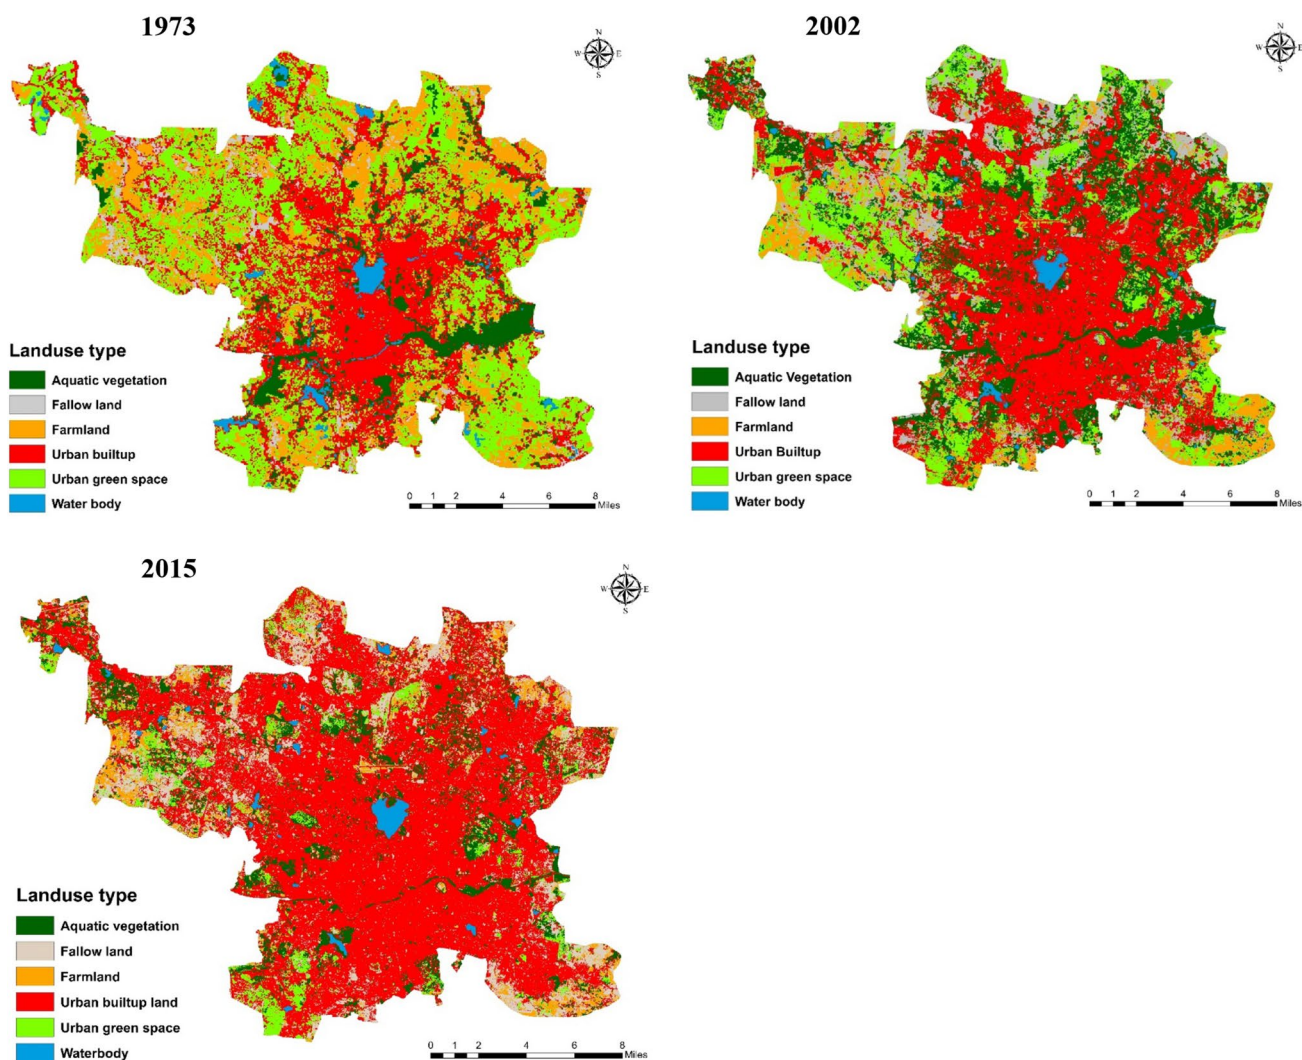 1973
N
W E
S
Landuse type
Aquatic vegetation
Fallow land
Farmland
Urban builtup
Urban green space
Water body
0 1 2 4 6 8
Miles
2002
N
W E
S
Landuse type
Aquatic Vegetation
Fallow land
Farmland
Urban Builtup
Urban green space
Water body
0 1 2 4 6 8
Miles
2015
N
W E
S
Landuse type
Aquatic vegetation
Fallow land
Farmland
Urban builtup land
Urban green space
Waterbody
0 1 2 4 6 8
Miles